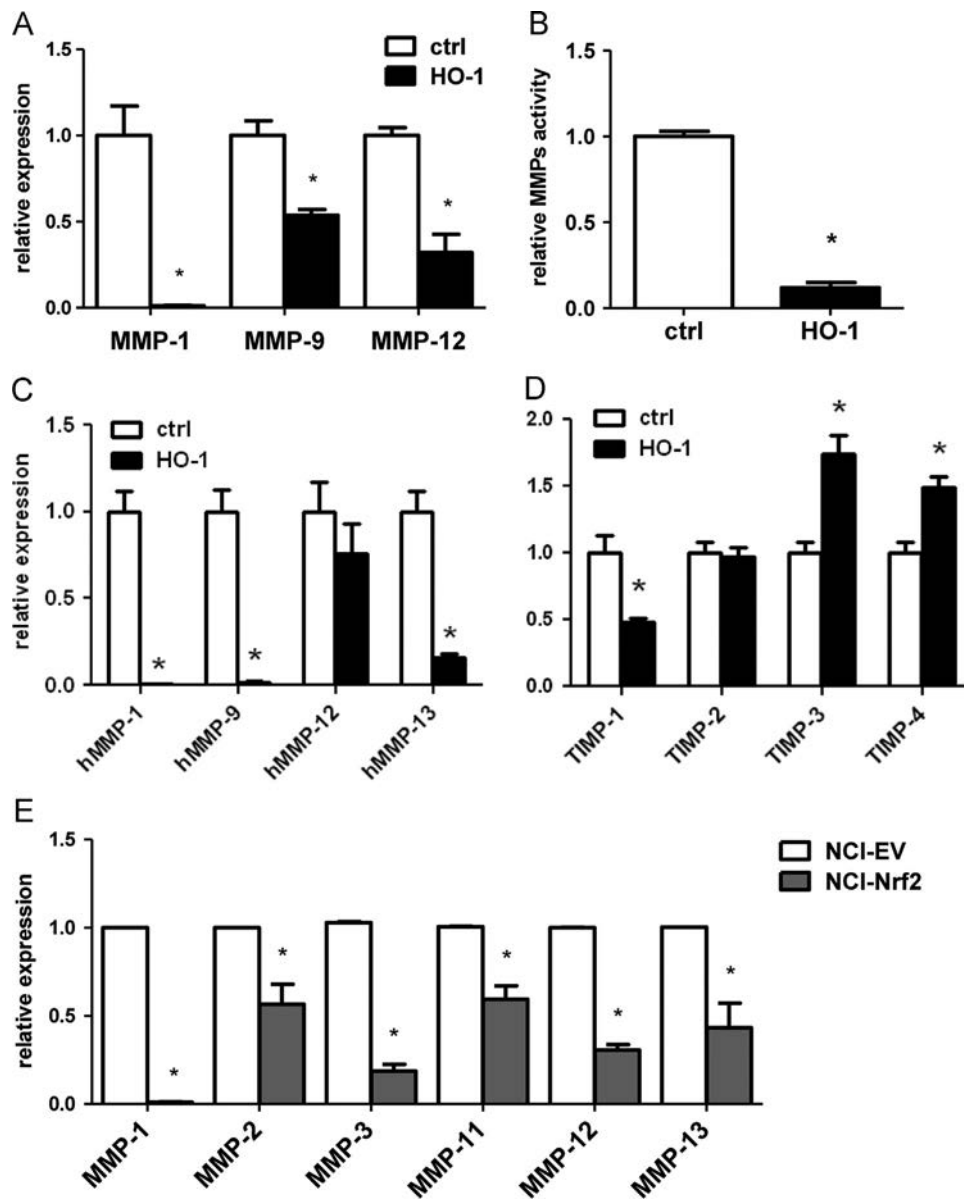 A
ctrl
HO-1
relative expression
1.5
1.0
0.5
0.0
*
*
*
MMP-1 MMP-9 MMP-12
B
relative MMPs activity
1.5
1.0
0.5
0.0
*
ctrl HO-1
C
ctrl
HO-1
relative expression
1.5
1.0
0.5
0.0
* * *
hMMP-1 hMMP-9 hMMP-12 hMMP-13
D
ctrl
HO-1
2.0
1.5
1.0
0.5
0.0
* * *
TIMP-1 TIMP-2 TIMP-3 TIMP-4
E
NCI-EV
NCI-Nrf2
relative expression
1.5
1.0
0.5
0.0
* * * * * *
MMP-1 MMP-2 MMP-3 MMP-11 MMP-12 MMP-13